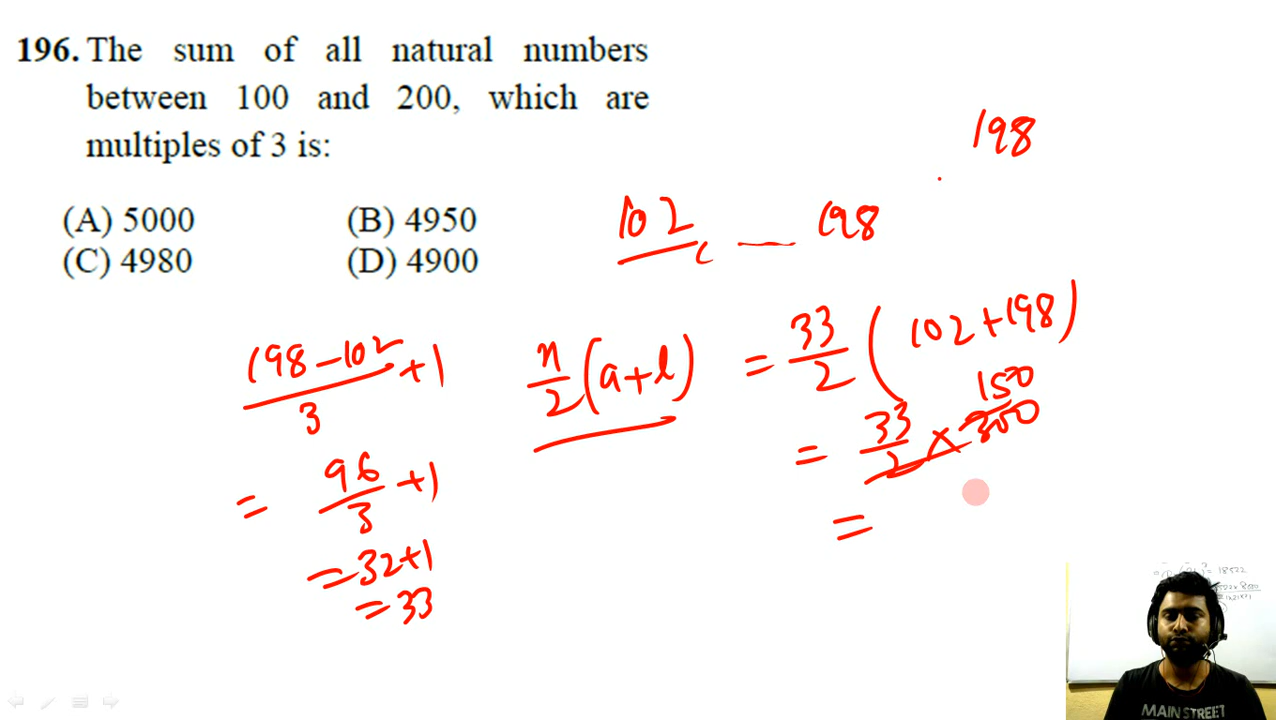 196. The sum of all natural numbers
between 100 and 200, which are
multiples of 3 is:
(A) 5000 (B) 4950
(C) 4980 (D) 4900
198
102, — 198
(198-102)/3 + 1
= 96/3 + 1
= 32+1
= 33
n/2 (a+l) = 33/2 (102+198)
= 33/2 × 300 150
=
18522
MAIN STREET